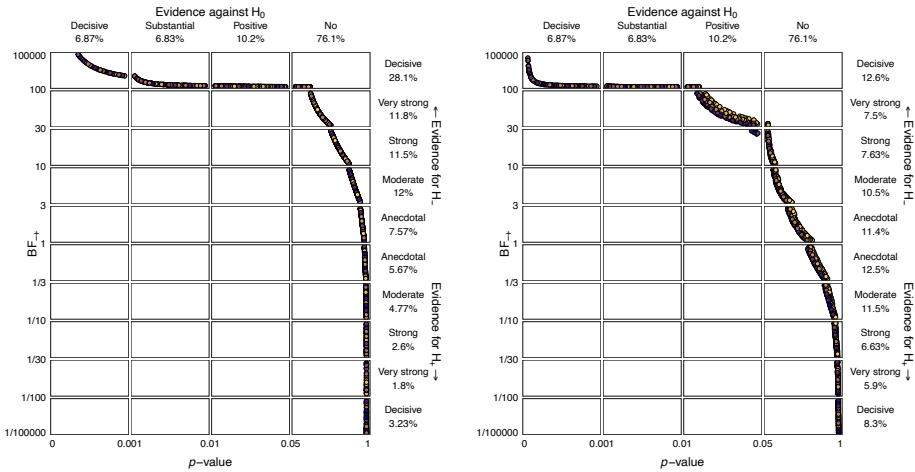 Evidence against H0
Decisive Substantial Positive No
6.87% 6.83% 10.2% 76.1%
100000
100
30
10
3
1
1/3
1/10
1/30
1/100
1/100000
BF−+
Decisive
28.1%
Very strong
11.8%
Strong
11.5%
Moderate
12%
Anecdotal
7.57%
Anecdotal
5.67%
Moderate
4.77%
Strong
2.6%
Very strong
1.8%
Decisive
3.23%
Evidence for H− →
← Evidence for H+
0 0.001 0.01 0.05 1
p−value
Evidence against H0
Decisive Substantial Positive No
6.87% 6.83% 10.2% 76.1%
100000
100
30
10
3
1
1/3
1/10
1/30
1/100
1/100000
BF−+
Decisive
12.6%
Very strong
7.5%
Strong
7.63%
Moderate
10.5%
Anecdotal
11.4%
Anecdotal
12.5%
Moderate
11.5%
Strong
6.63%
Very strong
5.9%
Decisive
8.3%
← Evidence for H−
Evidence for H+ →
0 0.001 0.01 0.05 1
p−value